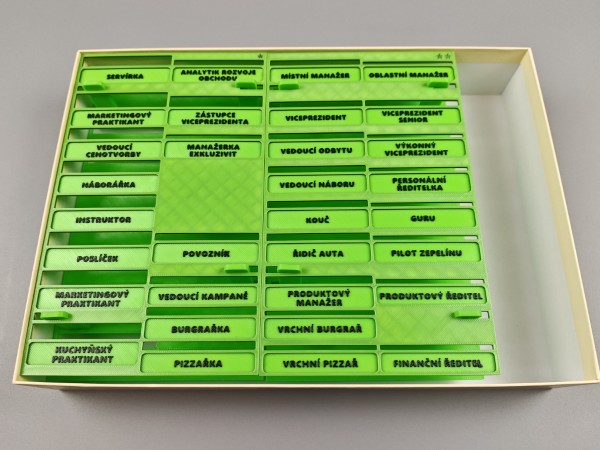 *
**
SERVÍRKA
ANALYTIK ROZVOJE
OBCHODU
MÍSTNÍ MANAŽER
OBLASTNÍ MANAŽER
MARKETINGOVÝ
PRAKTIKANT
ZÁSTUPCE
VICEPREZIDENTA
VICEPREZIDENT
VICEPREZIDENT
SENIOR
VEDOUCÍ
CENOTVORBY
MANAŽERKA
EXKLUZIVIT
VEDOUCÍ ODBYTU
VÝKONNÝ
VICEPREZIDENT
NÁBORÁŘKA
VEDOUCÍ NÁBORU
PERSONÁLNÍ
ŘEDITELKA
INSTRUKTOR
KOUČ
GURU
POSLÍČEK
POVOZNÍK
ŘIDIČ AUTA
PILOT ZEPELÍNU
MARKETINGOVÝ
PRAKTIKANT
VEDOUCÍ KAMPANĚ
PRODUKTOVÝ
MANAŽER
PRODUKTOVÝ ŘEDITEL
BURGRAŘKA
VRCHNÍ BURGRAŘ
KUCHYŇSKÝ
PRAKTIKANT
PIZZAŘKA
VRCHNÍ PIZZAŘ
FINANČNÍ ŘEDITEL